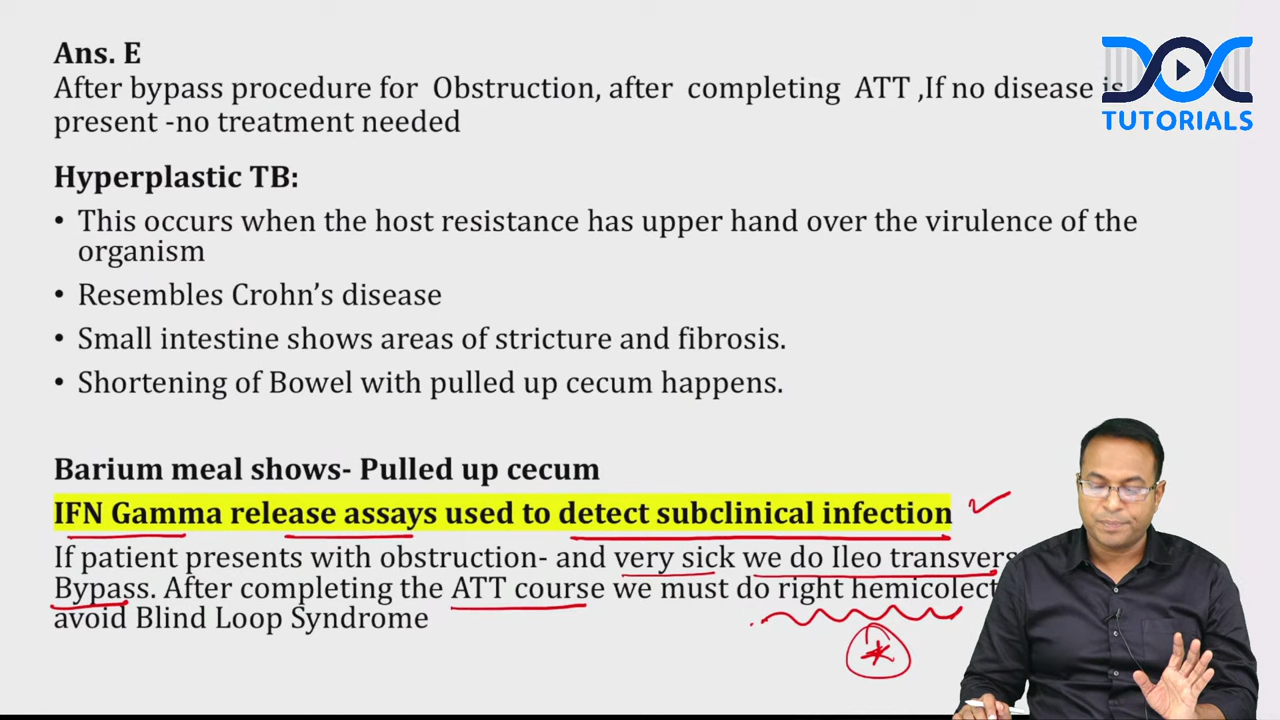 Ans. E
After bypass procedure for Obstruction, after completing ATT ,If no disease is
present -no treatment needed
TUTORIALS
Hyperplastic TB:
• This occurs when the host resistance has upper hand over the virulence of the
organism
• Resembles Crohn's disease
• Small intestine shows areas of stricture and fibrosis.
• Shortening of Bowel with pulled up cecum happens.
Barium meal shows- Pulled up cecum
IFN Gamma release assays used to detect subclinical infection
If patient presents with obstruction- and very sick we do Ileo transvers
Bypass. After completing the ATT course we must do right hemicolect
avoid Blind Loop Syndrome